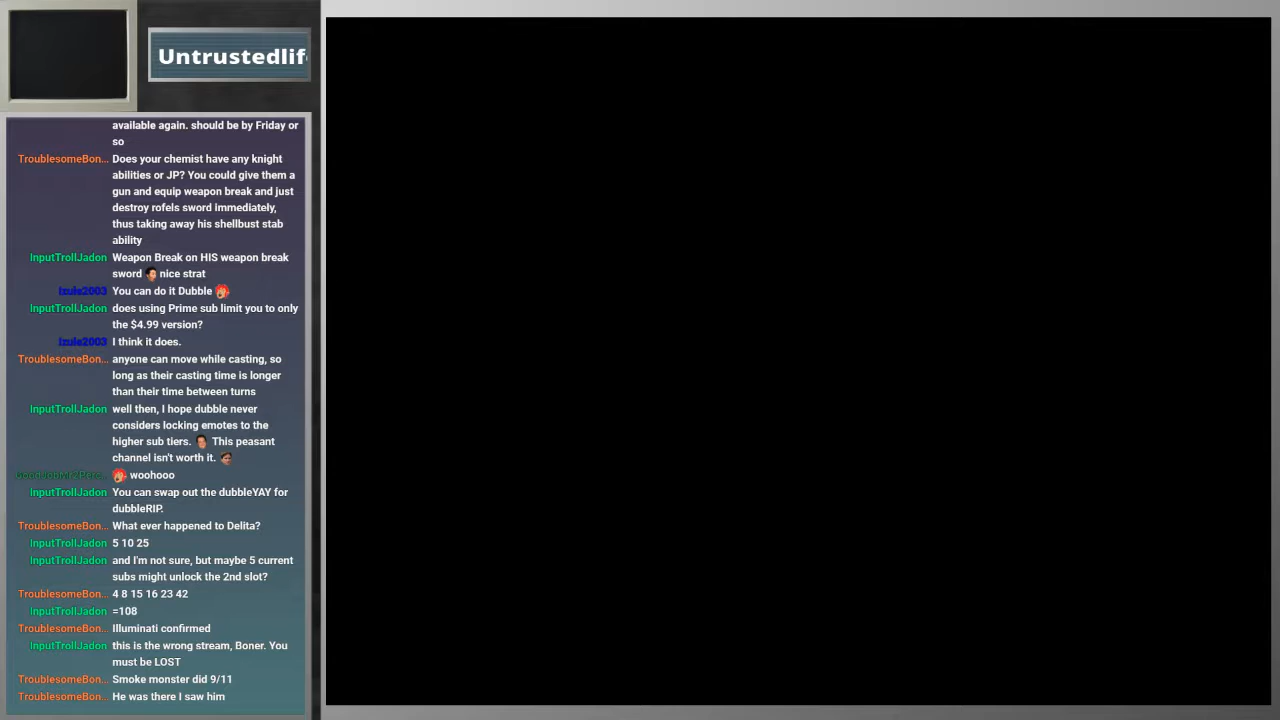 Untrustedlif
available again. should be by Friday or
so
TroublesomeBon... Does your chemist have any knight
abilities or JP? You could give them a
gun and equip weapon break and just
destroy rofels sword immediately,
thus taking away his shellbust stab
ability
InputTrollJadon Weapon Break on HIS weapon break
sword nice strat
Izule2003 You can do it Dubble
InputTrollJadon does using Prime sub limit you to only
the $4.99 version?
Izule2003 I think it does.
TroublesomeBon... anyone can move while casting, so
long as their casting time is longer
than their time between turns
InputTrollJadon well then, I hope dubble never
considers locking emotes to the
higher sub tiers. This peasant
channel isn't worth it.
woohooo
InputTrollJadon You can swap out the dubbleYAY for
dubbleRIP.
TroublesomeBon... What ever happened to Delita?
InputTrollJadon 5 10 25
InputTrollJadon and I'm not sure, but maybe 5 current
subs might unlock the 2nd slot?
TroublesomeBon... 4 8 15 16 23 42
InputTrollJadon =108
TroublesomeBon... Illuminati confirmed
InputTrollJadon this is the wrong stream, Boner. You
must be LOST
TroublesomeBon... Smoke monster did 9/11
TroublesomeBon... He was there I saw him